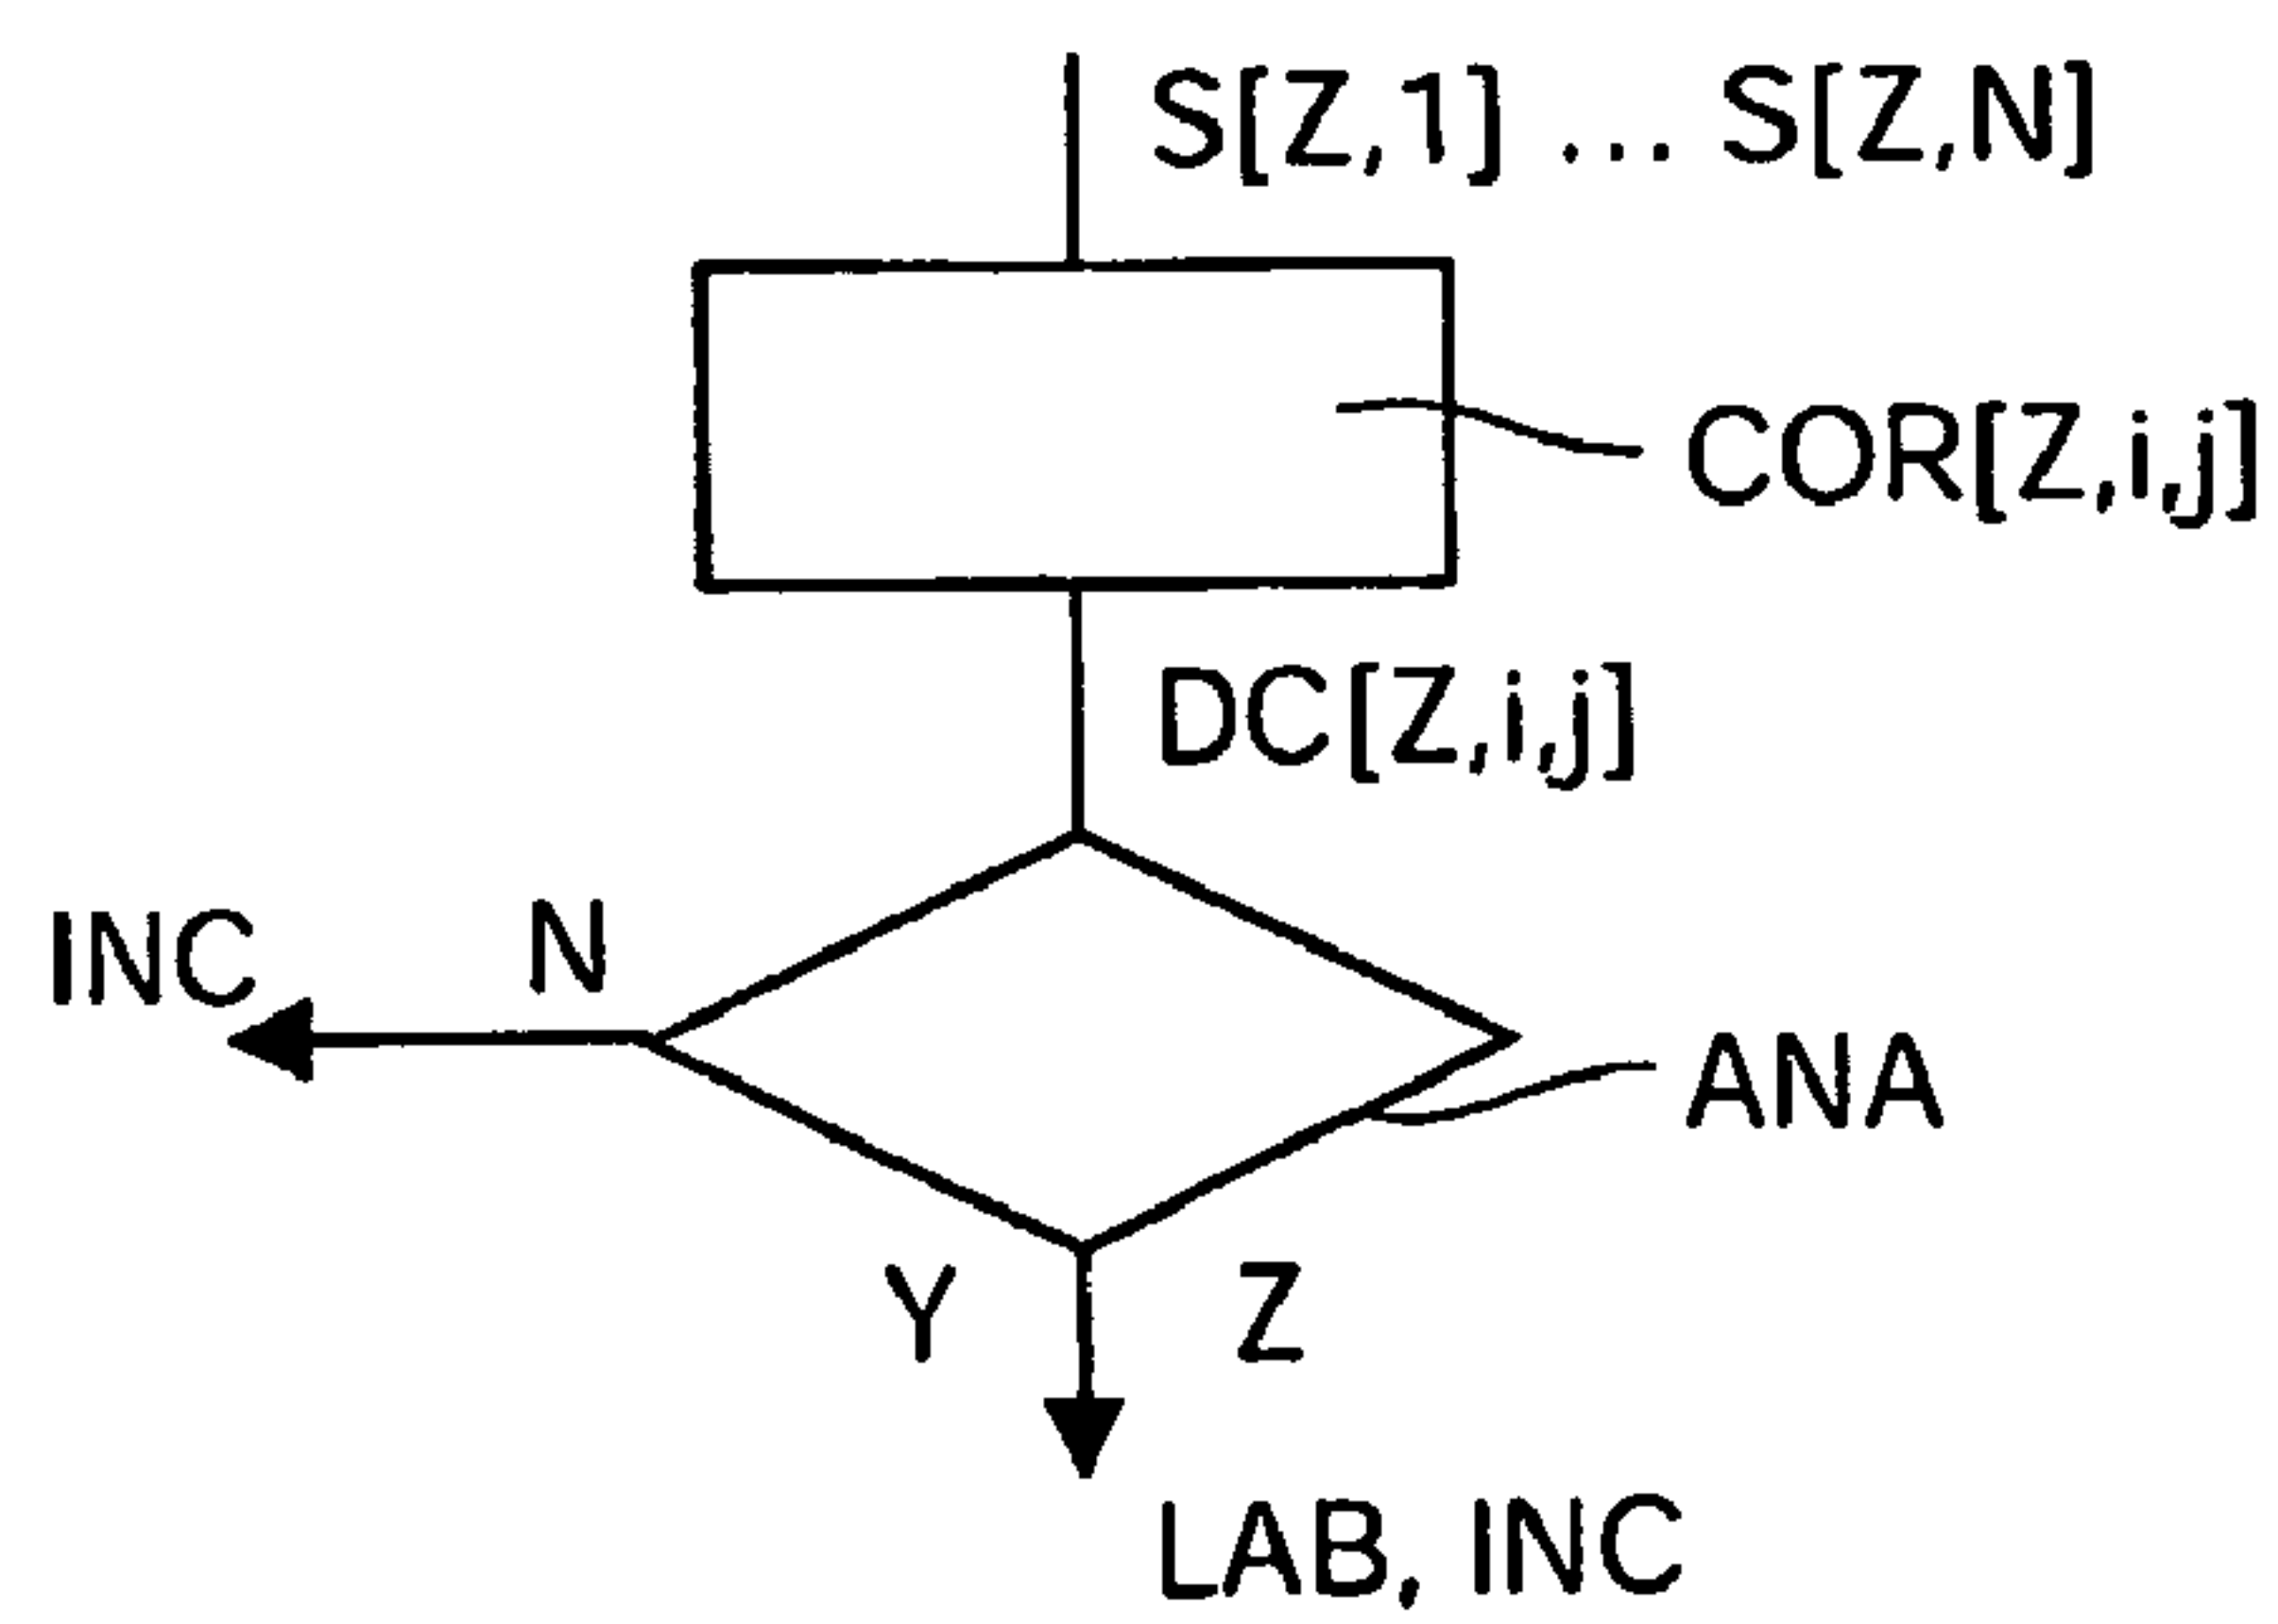 S[Z,1] ... S[Z,N]
COR[Z,i,j]
DC[Z,i,j]
INC N
ANA
Y Z
LAB, INC